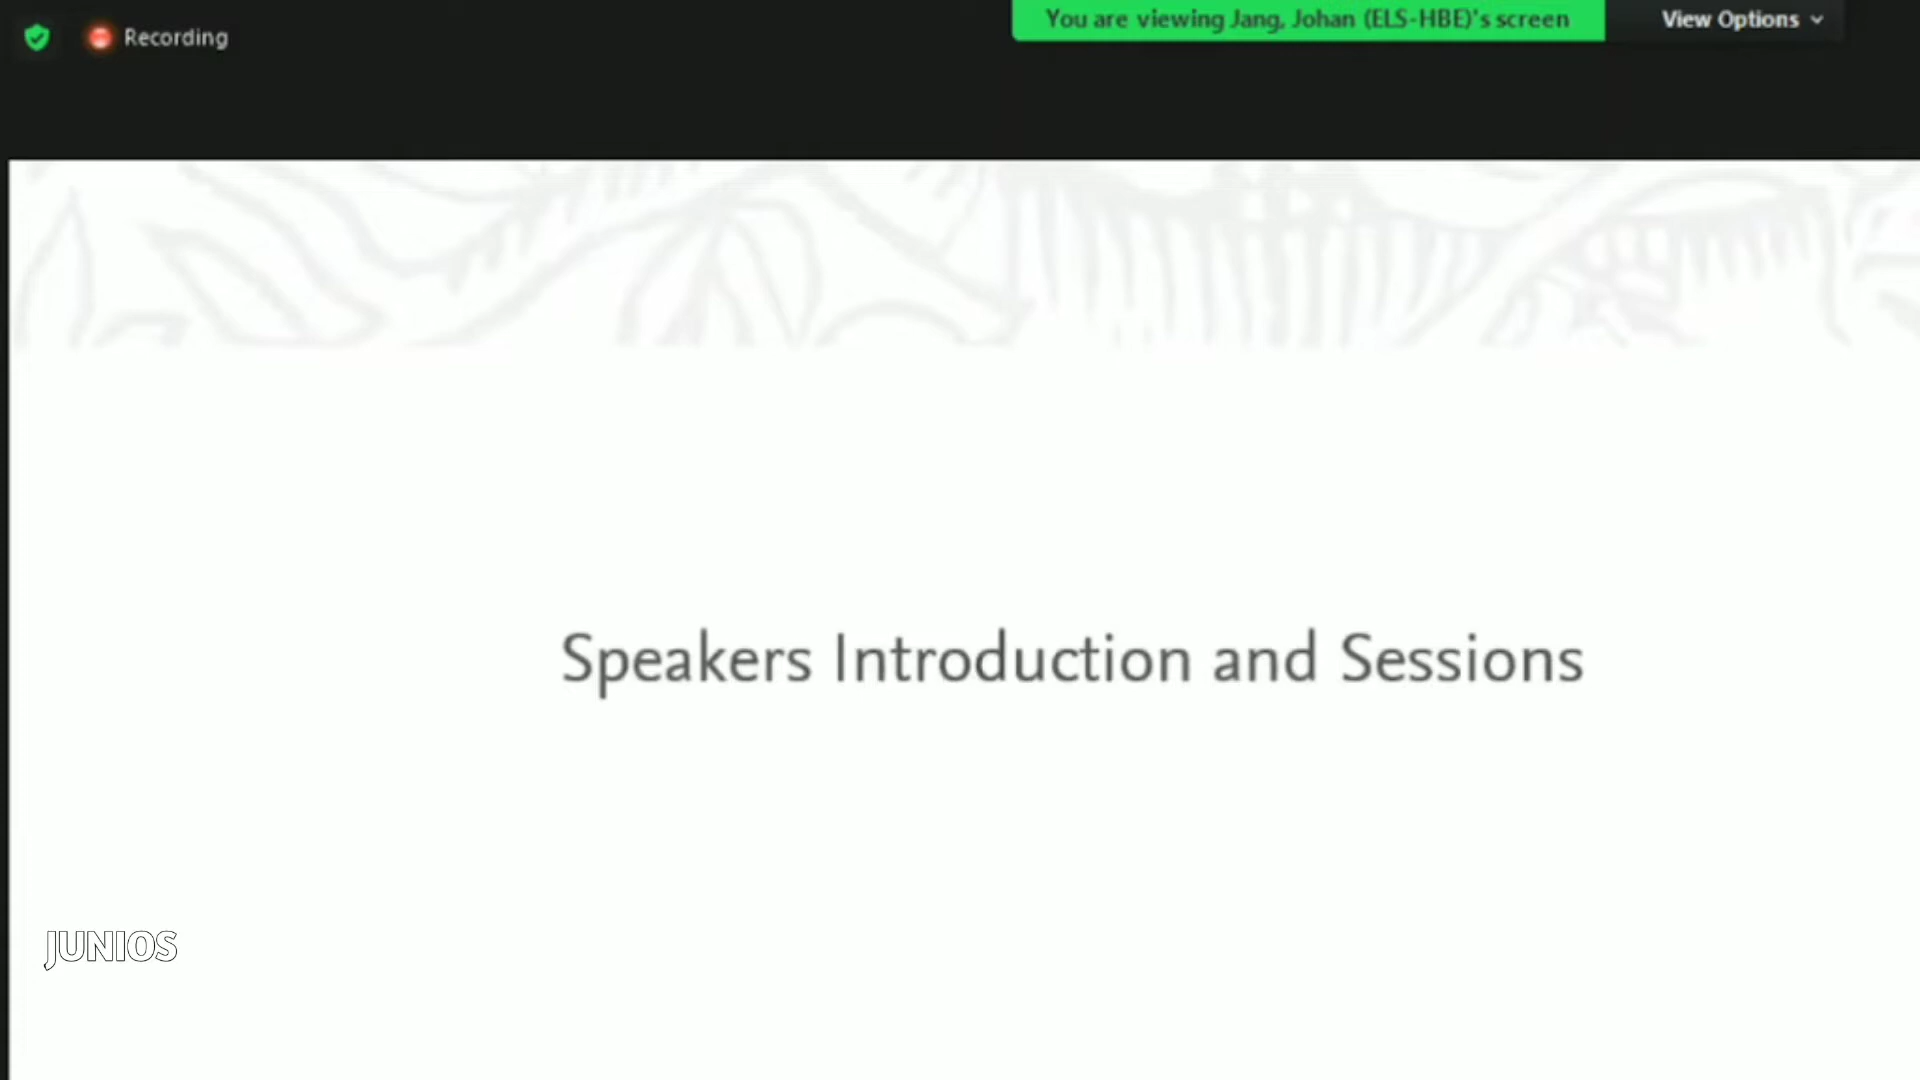 Recording
You are viewing Jang, Johan (ELS-HBE)'s screen
View Options
Speakers Introduction and Sessions
JUNIOS